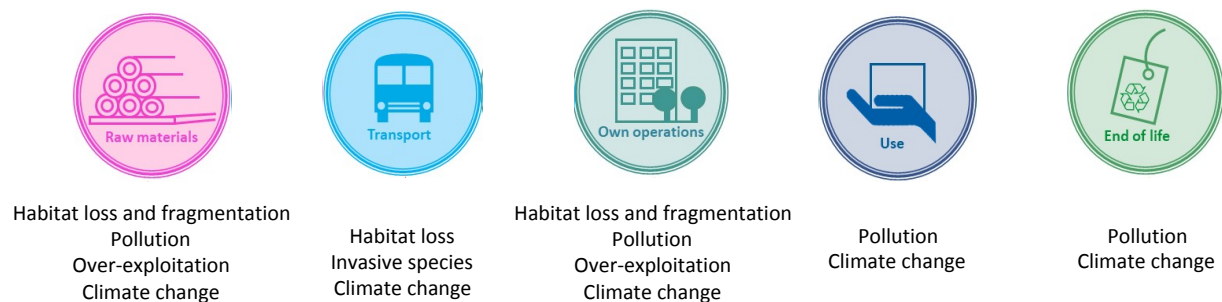 Raw materials
Transport
Own operations
Use
End of life
Habitat loss and fragmentation
Pollution
Over-exploitation
Climate change
Habitat loss
Invasive species
Climate change
Habitat loss and fragmentation
Pollution
Over-exploitation
Climate change
Pollution
Climate change
Pollution
Climate change